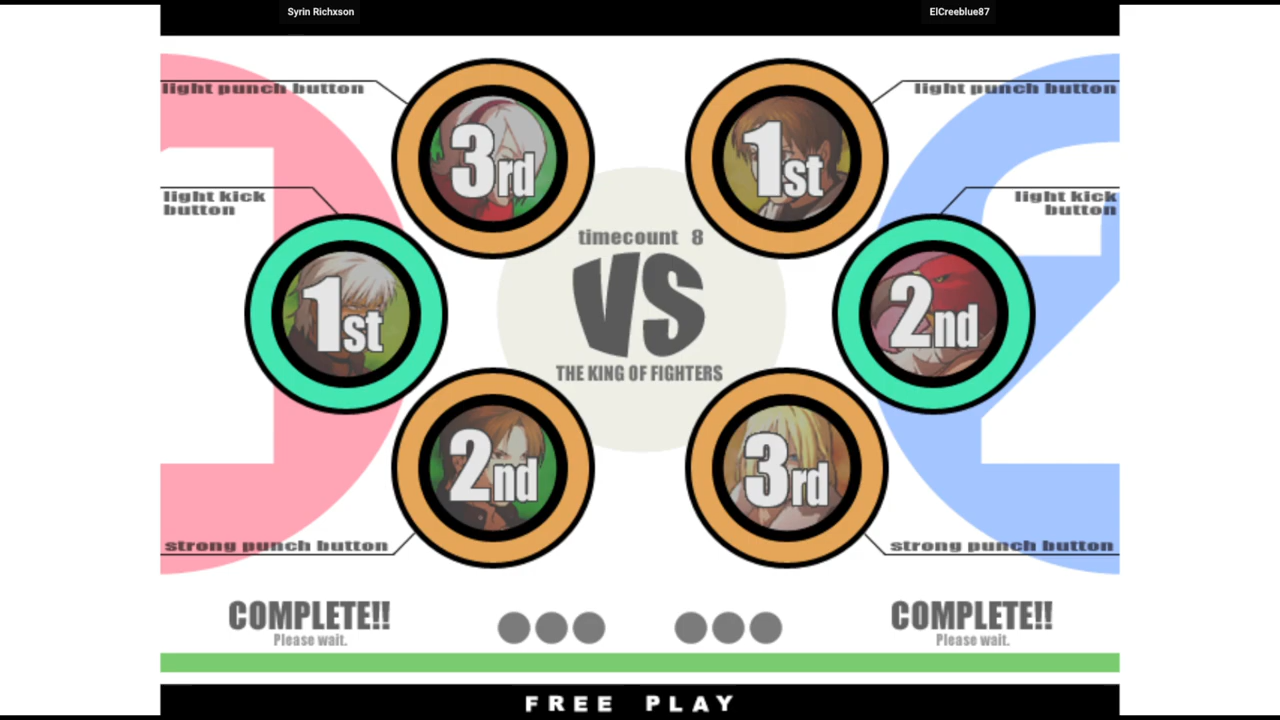 Syrin Richxson
ElCreeblue87
light punch button
3rd
1st
light punch button
light kick
button
light kick
button
timecount 8
1st
VS
2nd
THE KING OF FIGHTERS
2nd
3rd
strong punch button
strong punch button
COMPLETE!!
Please wait.
COMPLETE!!
Please wait.
FREE PLAY